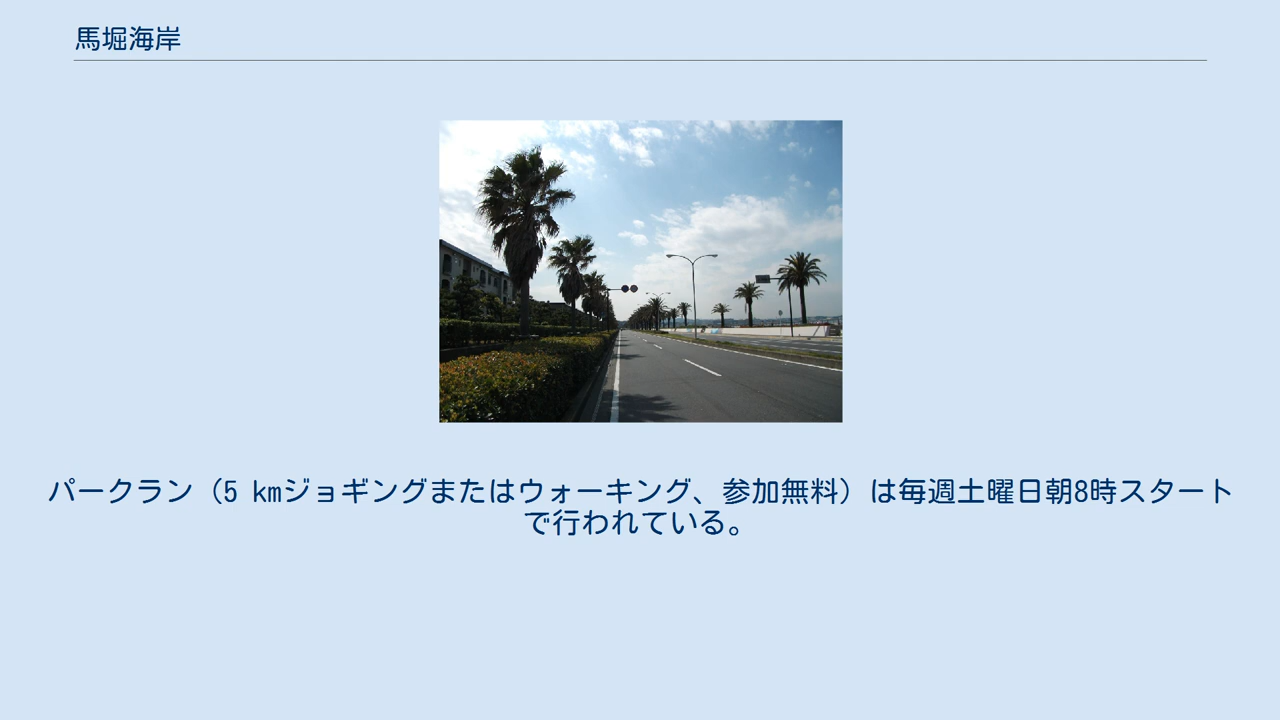 馬堀海岸
パークラン（5 kmジョギングまたはウォーキング、参加無料）は毎週土曜日朝8時スタート
で行われている。